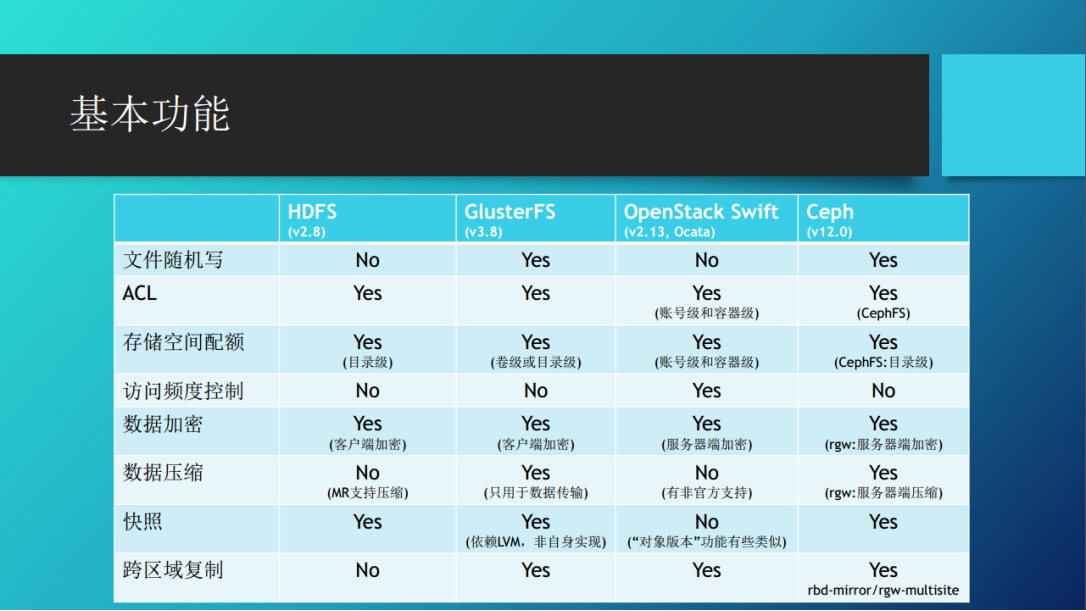 基本功能
HDFS GlusterFS OpenStack Swift Ceph
(v2.8) (v3.8) (v2.13, Ocata) (v12.0)
文件随机写 No Yes No Yes
ACL Yes Yes Yes Yes
(账号级和容器级) (CephFS)
存储空间配额 Yes Yes Yes Yes
(目录级) (卷级或目录级) (账号级和容器级) (CephFS:目录级)
访问频度控制 No No Yes No
数据加密 Yes Yes Yes Yes
(客户端加密) (客户端加密) (服务器端加密) (rgw:服务器端加密)
数据压缩 No Yes No Yes
(MR支持压缩) (只用于数据传输) (有非官方支持) (rgw:服务器端压缩)
快照 Yes Yes No Yes
(依赖LVM，非自身实现) (“对象版本”功能有些类似)
跨区域复制 No Yes Yes Yes
rbd-mirror/rgw-multisite